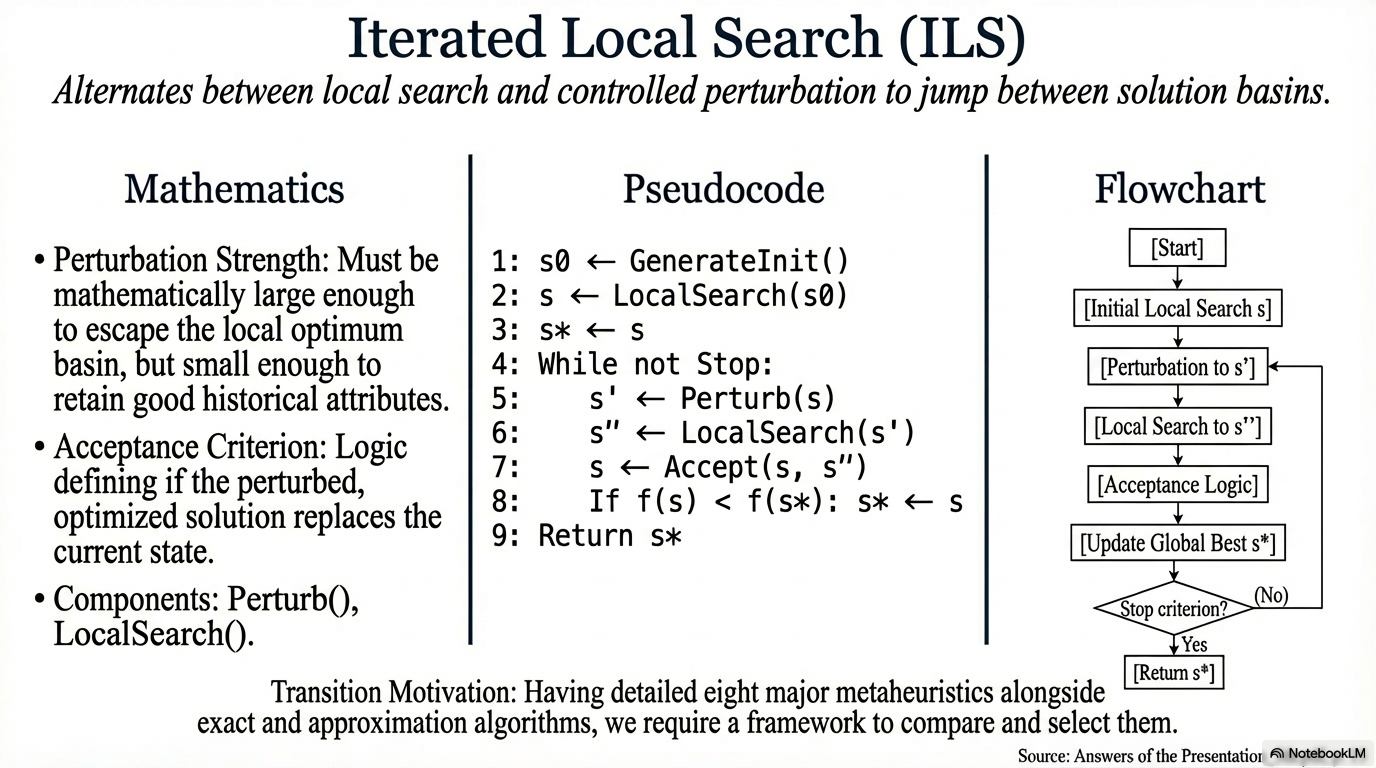 Iterated Local Search (ILS)
Alternates between local search and controlled perturbation to jump between solution basins.
Mathematics
• Perturbation Strength: Must be
mathematically large enough
to escape the local optimum
basin, but small enough to
retain good historical attributes.
• Acceptance Criterion: Logic
defining if the perturbed,
optimized solution replaces the
current state.
• Components: Perturb(),
LocalSearch().
Pseudocode
1: s0 ← GenerateInit()
2: s ← LocalSearch(s0)
3: s* ← s
4: While not Stop:
5: s' ← Perturb(s)
6: s″ ← LocalSearch(s')
7: s ← Accept(s, s″)
8: If f(s) < f(s*): s* ← s
9: Return s*
Flowchart
[Start]
[Initial Local Search s]
[Perturbation to s’]
[Local Search to s’’]
[Acceptance Logic]
[Update Global Best s*]
Stop criterion?
(No)
Yes
[Return s*]
Transition Motivation: Having detailed eight major metaheuristics alongside
exact and approximation algorithms, we require a framework to compare and select them.
Source: Answers of the Presentation
NotebookLM